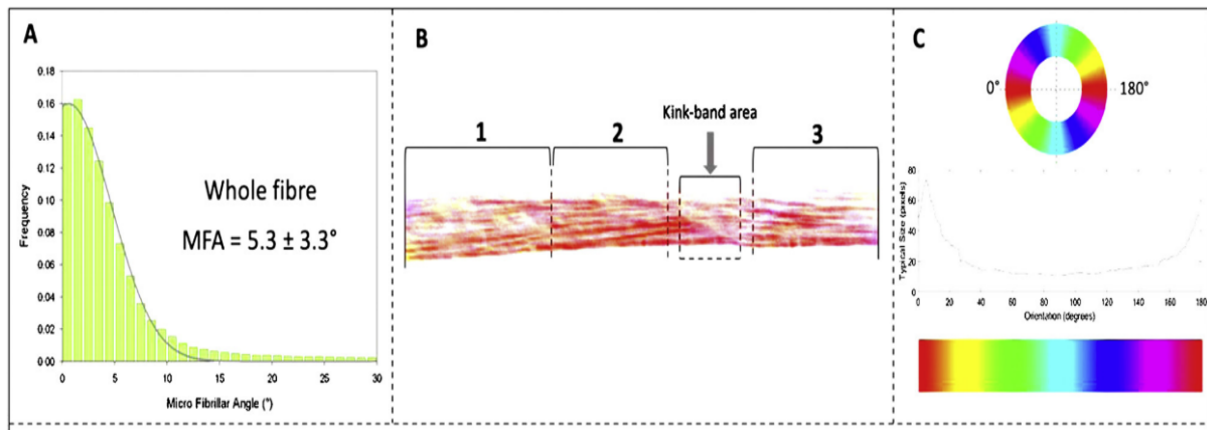 A
0.18
0.16
0.14
0.12
0.10
0.08
0.06
0.04
0.02
0.00
Frequency
Whole fibre
MFA = 5.3 ± 3.3°
0 5 10 15 20 25 30
Micro Fibrillar Angle (°)
B
Kink-band area
1 2 3
C
0° 180°
80
60
40
20
0
Typical Size (pixels)
0 20 40 60 80 100 120 140 160 180
Orientation (degrees)